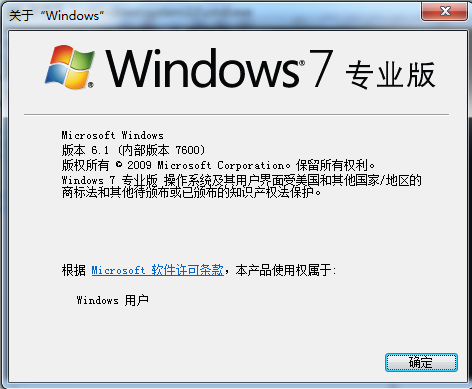 关于 “Windows”
Windows® 7 专业版
Microsoft Windows
版本 6.1 (内部版本 7600)
版权所有 © 2009 Microsoft Corporation。保留所有权利。
Windows 7 专业版 操作系统及其用户界面受美国和其他国家/地区的
商标法和其他待颁布或已颁布的知识产权法保护。
根据 Microsoft 软件许可条款，本产品使用权属于:
Windows 用户
确定